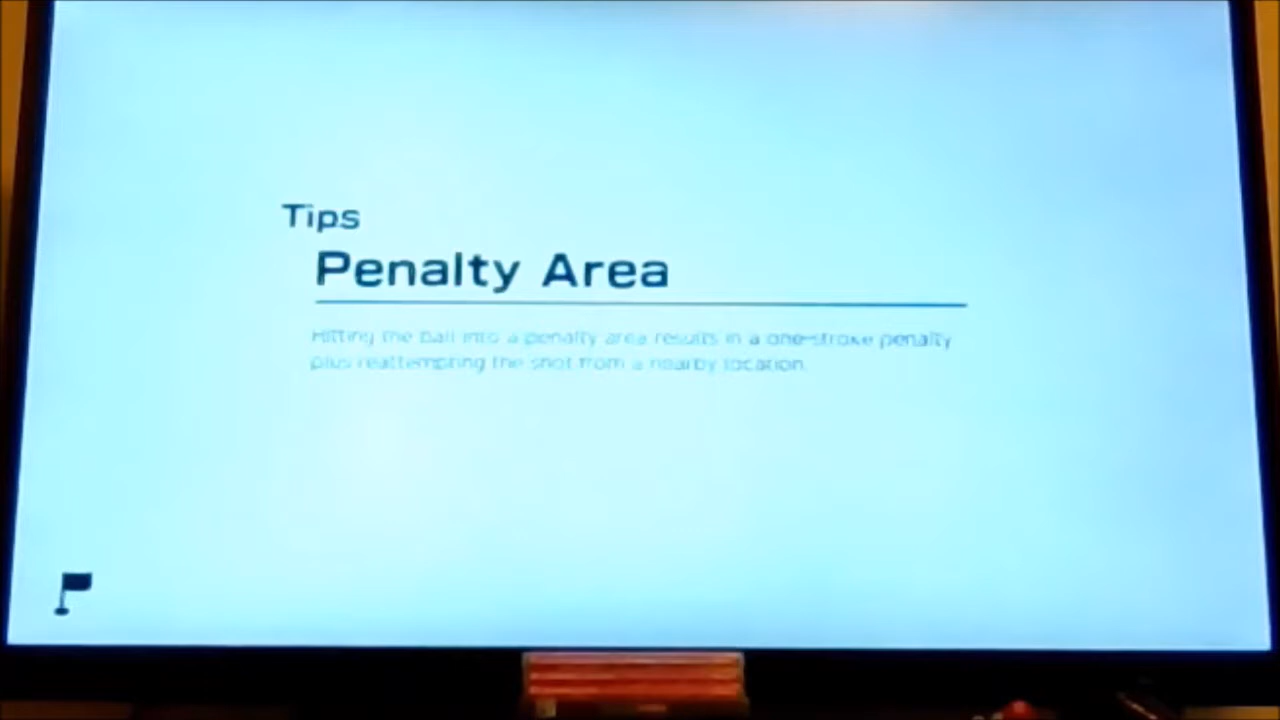 Tips
Penalty Area
Hitting the ball into a penalty area results in a one-stroke penalty
plus reattempting the shot from a nearby location.